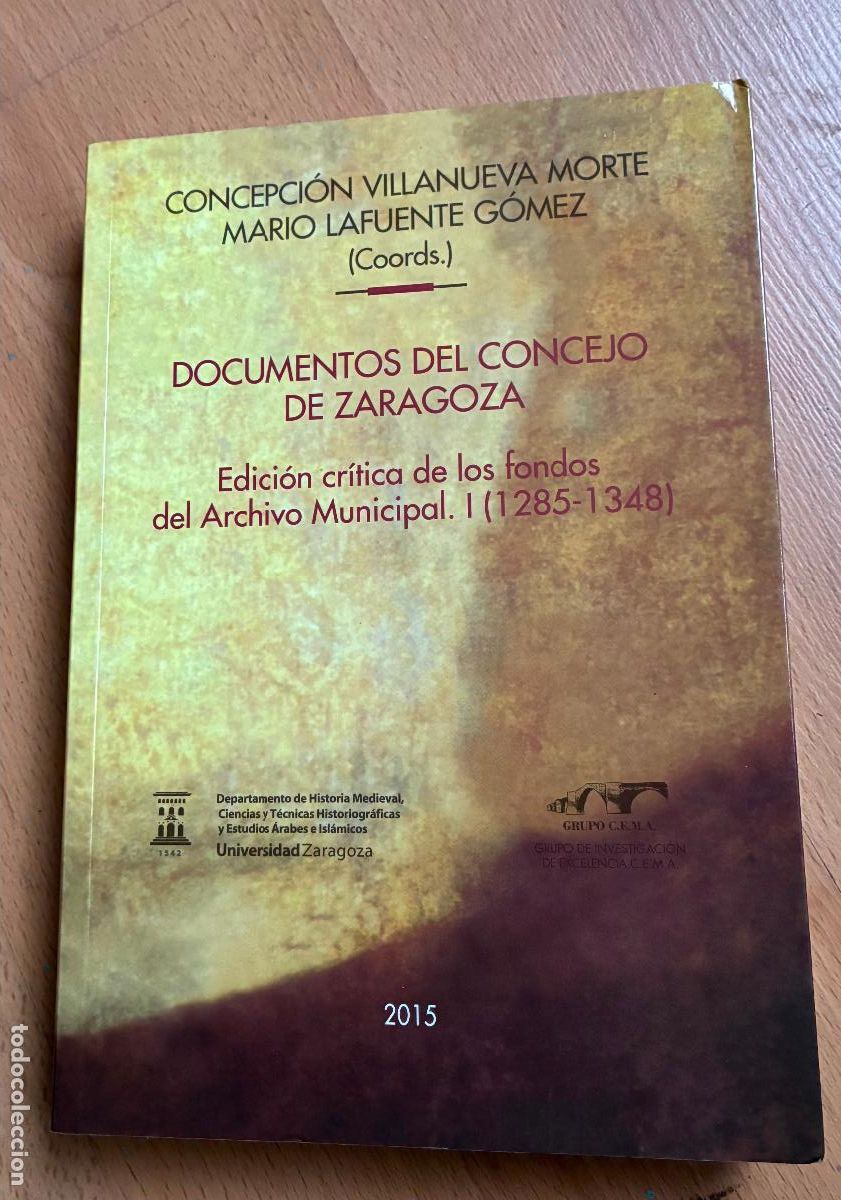 CONCEPCIÓN VILLANUEVA MORTE
MARIO LAFUENTE GÓMEZ
(Coords.)
DOCUMENTOS DEL CONCEJO
DE ZARAGOZA
Edición crítica de los fondos
del Archivo Municipal. I (1285-1348)
1542
Departamento de Historia Medieval,
Ciencias y Técnicas Historiográficas
y Estudios Árabes e Islámicos
Universidad Zaragoza
GRUPO C.E.M.A.
GRUPO DE INVESTIGACIÓN
DE EXCELENCIA C.E.M.A.
2015
todocoleccion